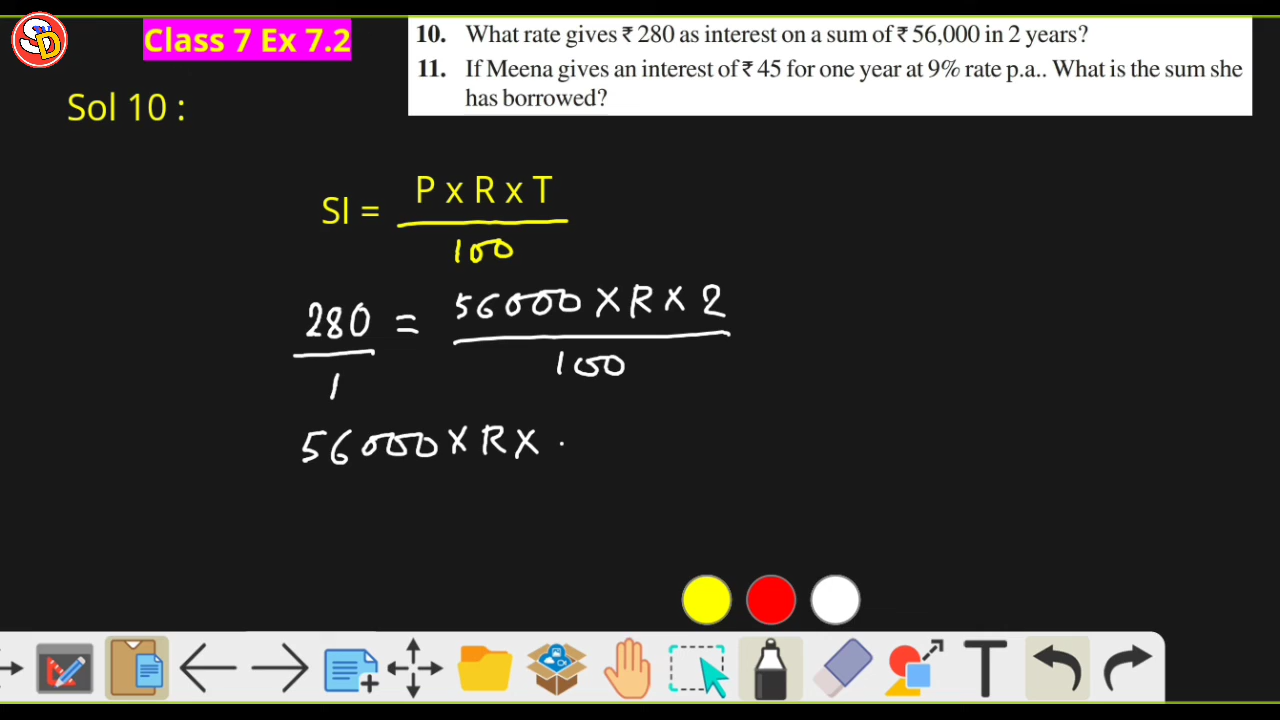 SD
Class 7 Ex 7.2
10. What rate gives ₹ 280 as interest on a sum of ₹ 56,000 in 2 years?
11. If Meena gives an interest of ₹ 45 for one year at 9% rate p.a.. What is the sum she
has borrowed?
Sol 10 :
SI = P x R x T
100
280 = 56000 X R X 2
1 100
56000 X R X
T